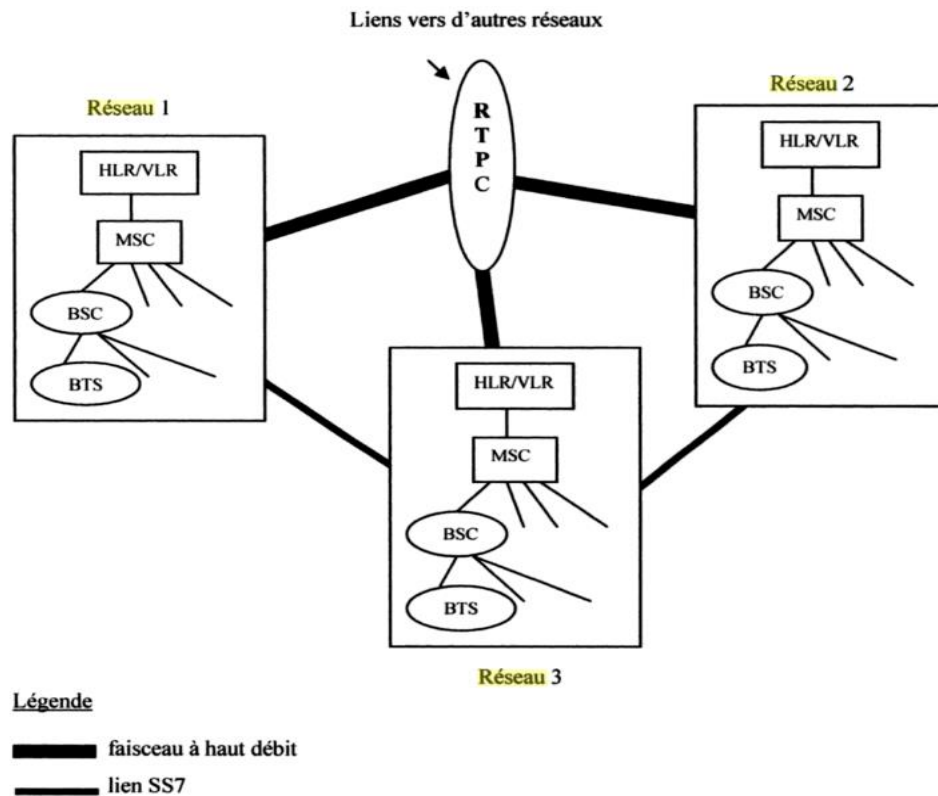 Liens vers d'autres réseaux
Réseau 1
Réseau 2
R
T
P
C
HLR/VLR
MSC
BSC
BTS
HLR/VLR
MSC
BSC
BTS
HLR/VLR
MSC
BSC
BTS
Réseau 3
Légende
faisceau à haut débit
lien SS7